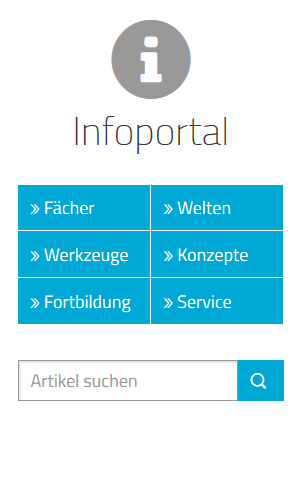 Infoportal
» Fächer » Welten
» Werkzeuge » Konzepte
» Fortbildung » Service
Artikel suchen